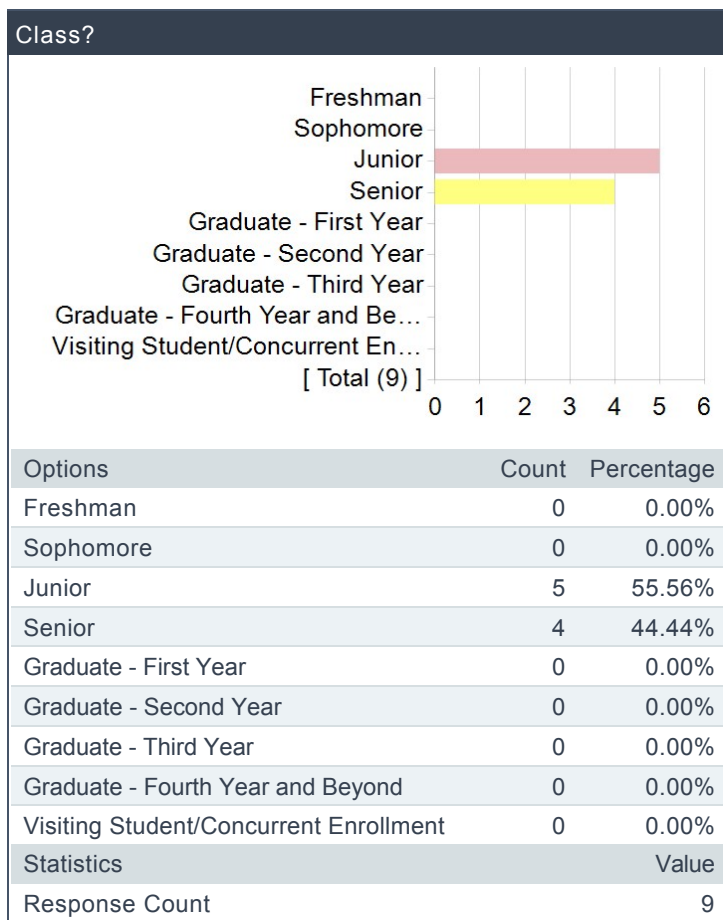 Class?
Freshman
Sophomore
Junior
Senior
Graduate - First Year
Graduate - Second Year
Graduate - Third Year
Graduate - Fourth Year and Be...
Visiting Student/Concurrent En...
[ Total (9) ]
0 1 2 3 4 5 6
Options Count Percentage
Freshman 0 0.00%
Sophomore 0 0.00%
Junior 5 55.56%
Senior 4 44.44%
Graduate - First Year 0 0.00%
Graduate - Second Year 0 0.00%
Graduate - Third Year 0 0.00%
Graduate - Fourth Year and Beyond 0 0.00%
Visiting Student/Concurrent Enrollment 0 0.00%
Statistics Value
Response Count 9